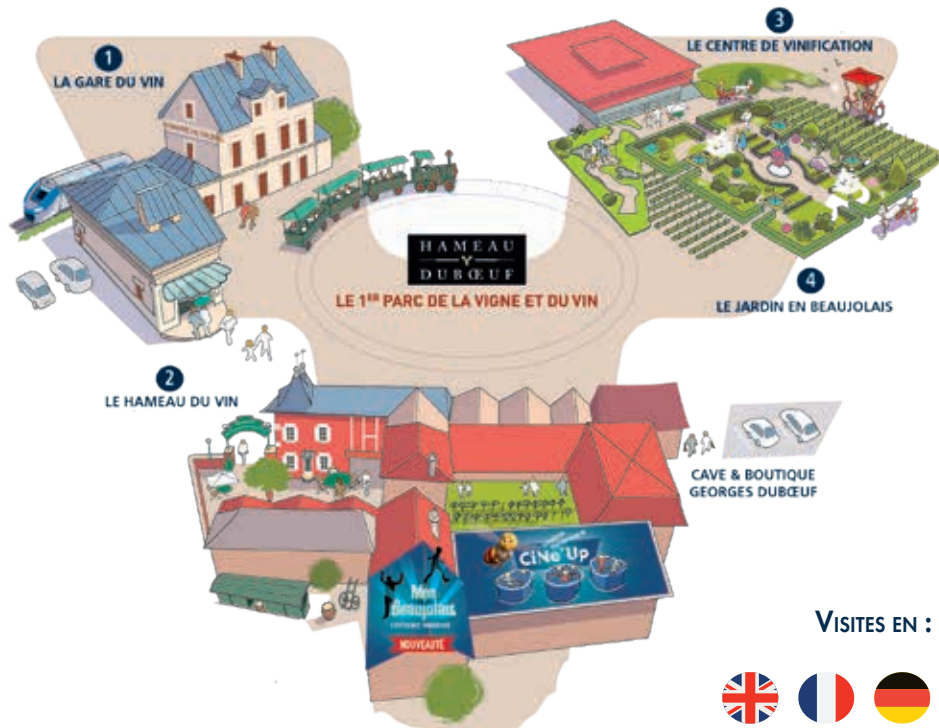 1
LA GARE DU VIN
3
LE CENTRE DE VINIFICATION
HAMEAU
DUBŒUF
LE 1ER PARC DE LA VIGNE ET DU VIN
4
LE JARDIN EN BEAUJOLAIS
2
LE HAMEAU DU VIN
CAVE & BOUTIQUE
GEORGES DUBŒUF
CiNé'Up
Mon
Beaujolais
NOUVEAUTÉ
VISITES EN :